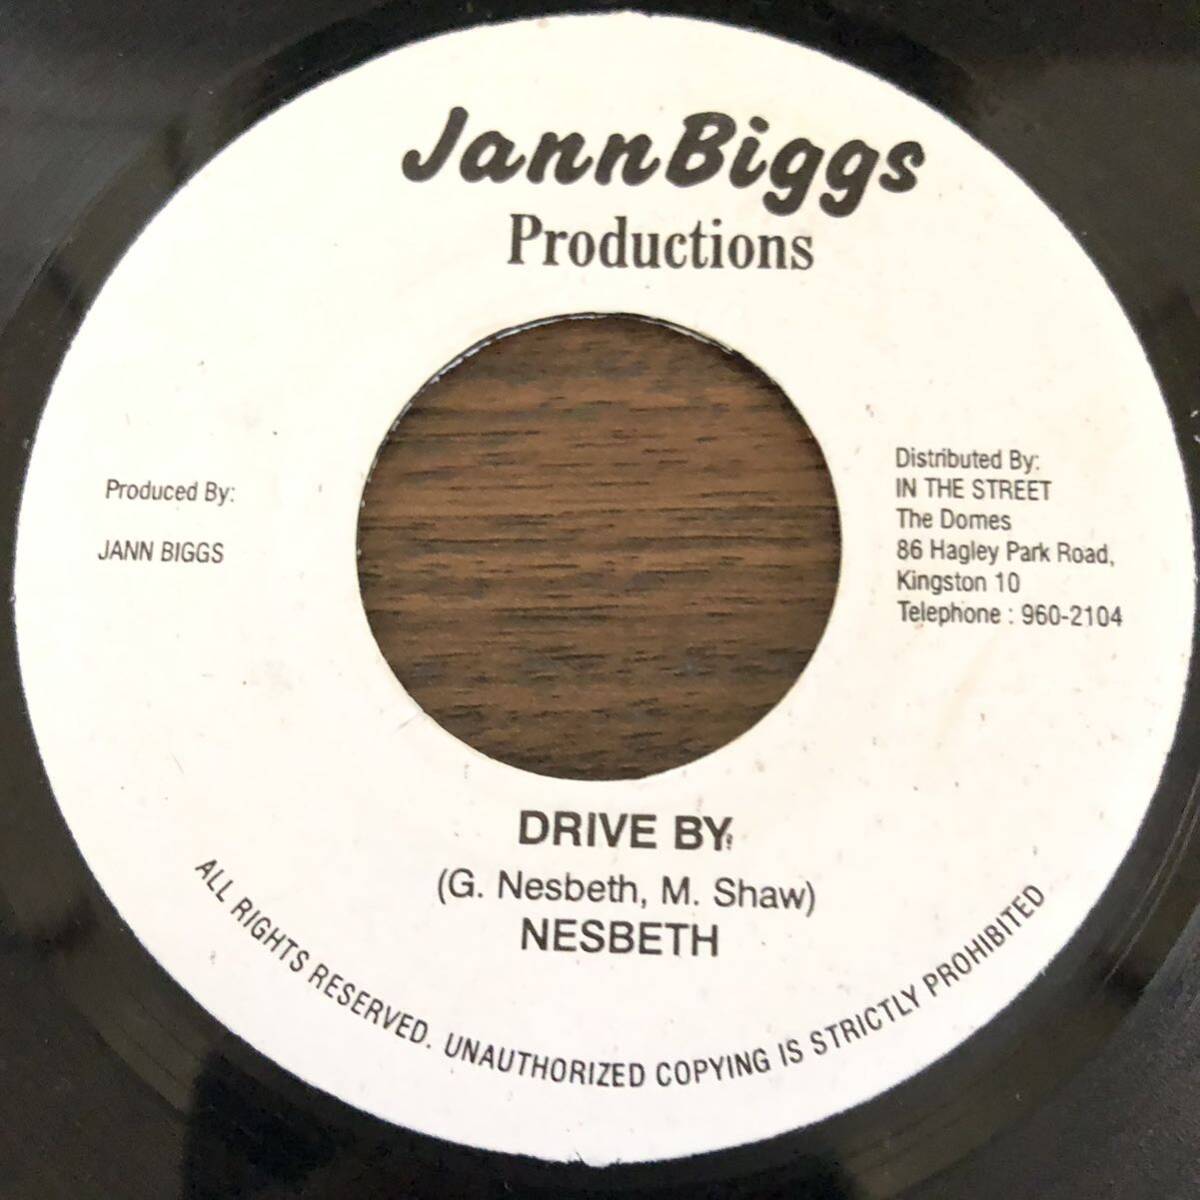 JannBiggs
Productions
Produced By:
JANN BIGGS
Distributed By:
IN THE STREET
The Domes
86 Hagley Park Road,
Kingston 10
Telephone : 960-2104
DRIVE BY
(G. Nesbeth, M. Shaw)
NESBETH
ALL RIGHTS RESERVED. UNAUTHORIZED COPYING IS STRICTLY PROHIBITED